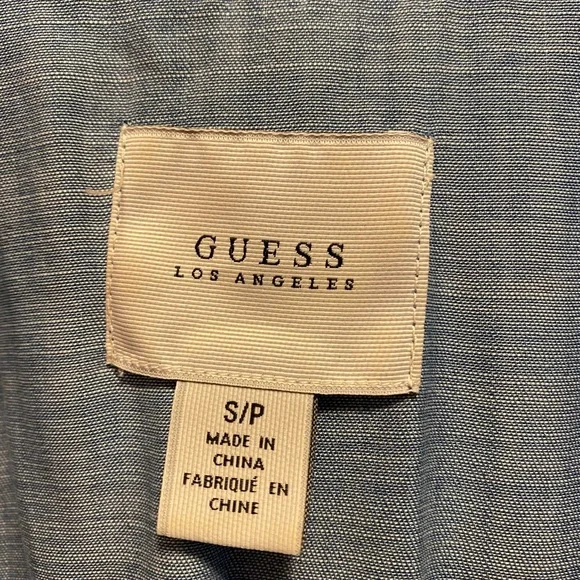 GUESS
LOS ANGELES
S/P
MADE IN
CHINA
FABRIQUÉ EN
CHINE